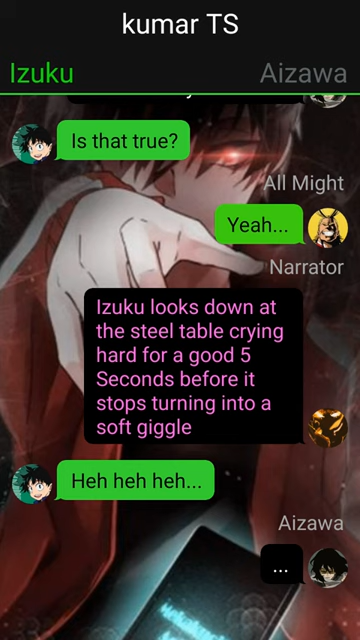 kumar TS
Izuku
Aizawa
Is that true?
All Might
Yeah...
Narrator
Izuku looks down at
the steel table crying
hard for a good 5
Seconds before it
stops turning into a
soft giggle
Heh heh heh...
Aizawa
...